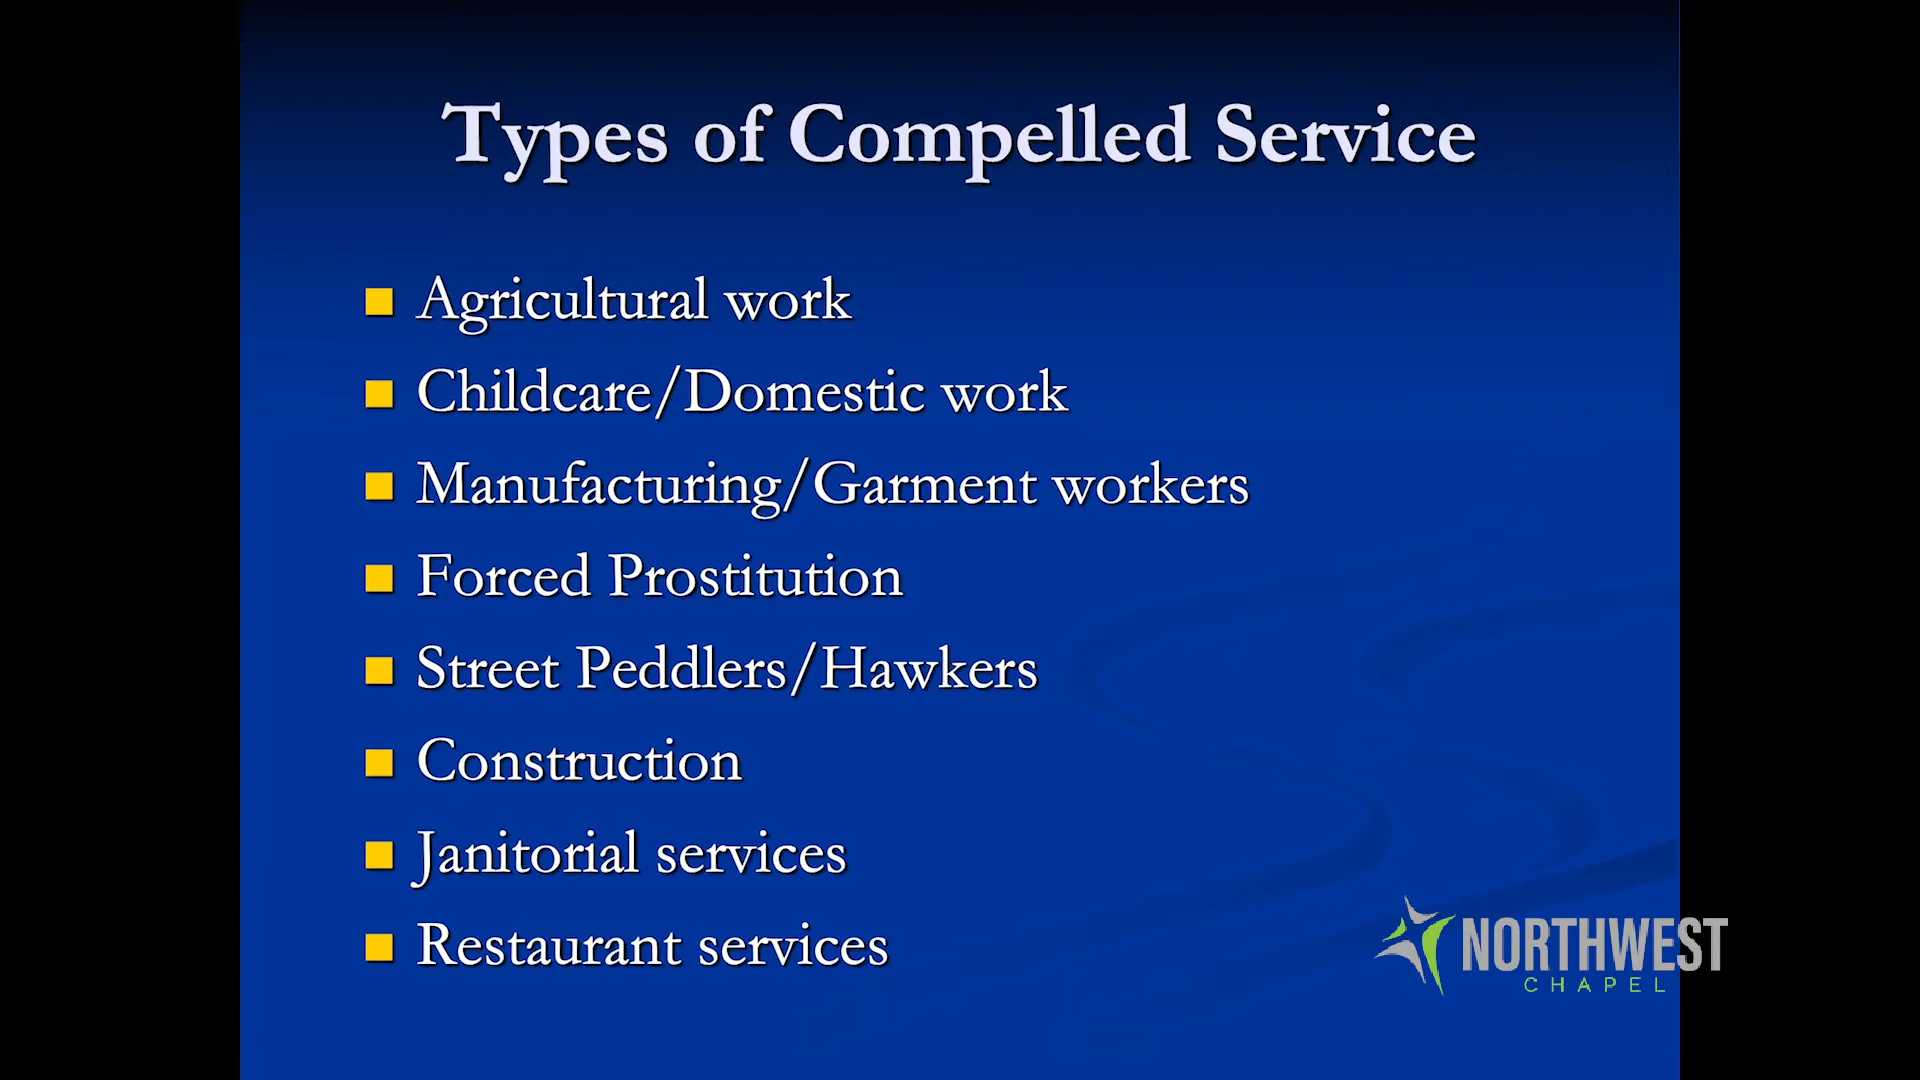 Types of Compelled Service
Agricultural work
Childcare/Domestic work
Manufacturing/Garment workers
Forced Prostitution
Street Peddlers/Hawkers
Construction
Janitorial services
Restaurant services
NORTHWEST
CHAPEL